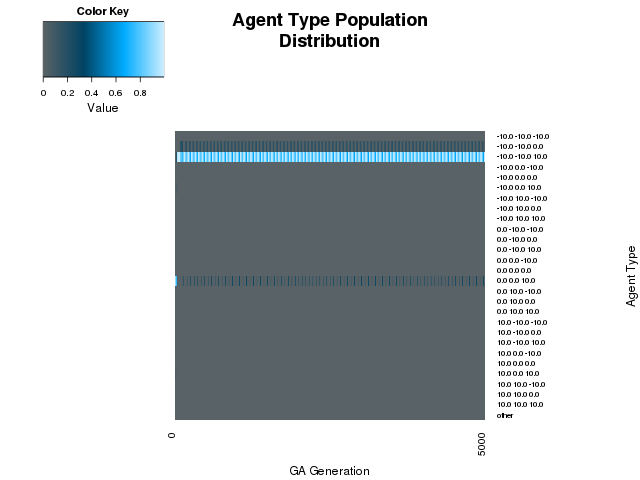 Color Key
Agent Type Population
Distribution
0 0.2 0.4 0.6 0.8
Value
-10.0 -10.0 -10.0
-10.0 -10.0 0.0
-10.0 -10.0 10.0
-10.0 0.0 -10.0
-10.0 0.0 0.0
-10.0 0.0 10.0
-10.0 10.0 -10.0
-10.0 10.0 0.0
-10.0 10.0 10.0
0.0 -10.0 -10.0
0.0 -10.0 0.0
0.0 -10.0 10.0
0.0 0.0 -10.0
0.0 0.0 0.0
0.0 0.0 10.0
0.0 10.0 -10.0
0.0 10.0 0.0
0.0 10.0 10.0
10.0 -10.0 -10.0
10.0 -10.0 0.0
10.0 -10.0 10.0
10.0 0.0 -10.0
10.0 0.0 0.0
10.0 0.0 10.0
10.0 10.0 -10.0
10.0 10.0 0.0
10.0 10.0 10.0
other
Agent Type
0 5000
GA Generation